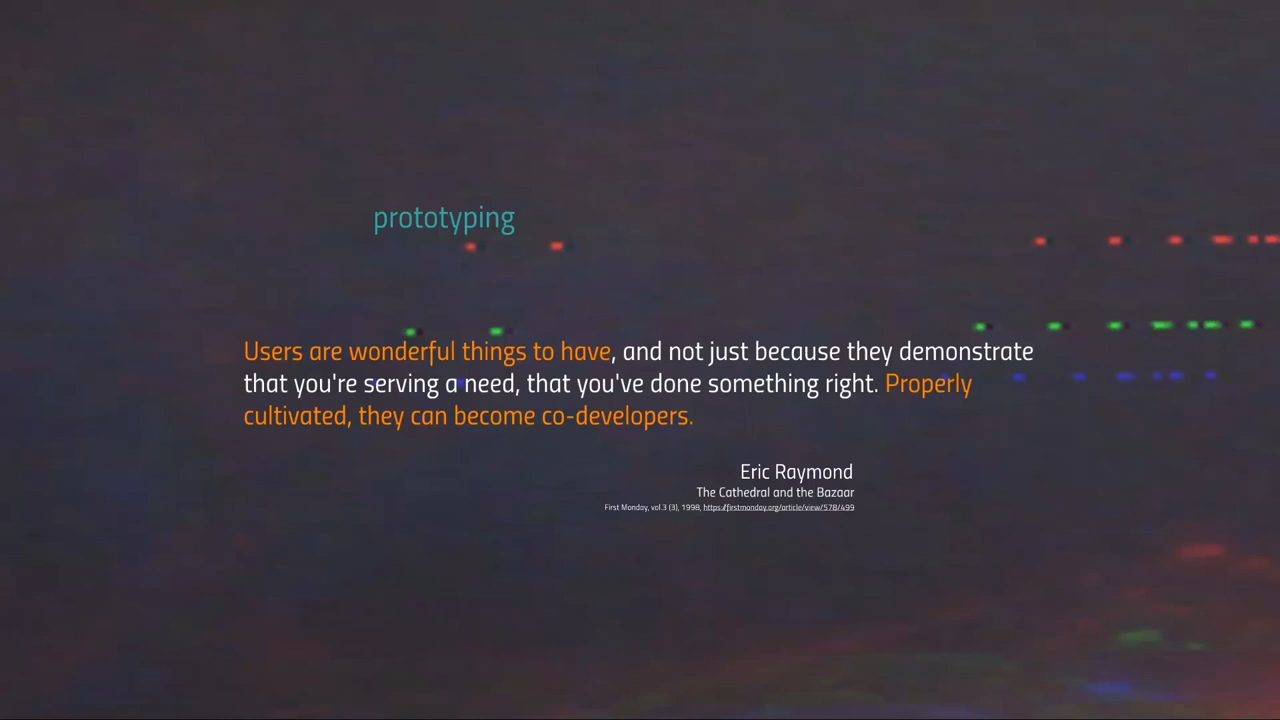 prototyping
Users are wonderful things to have, and not just because they demonstrate
that you're serving a need, that you've done something right. Properly
cultivated, they can become co-developers.
Eric Raymond
The Cathedral and the Bazaar
First Monday, vol.3 (3), 1998, https://firstmonday.org/article/view/578/499